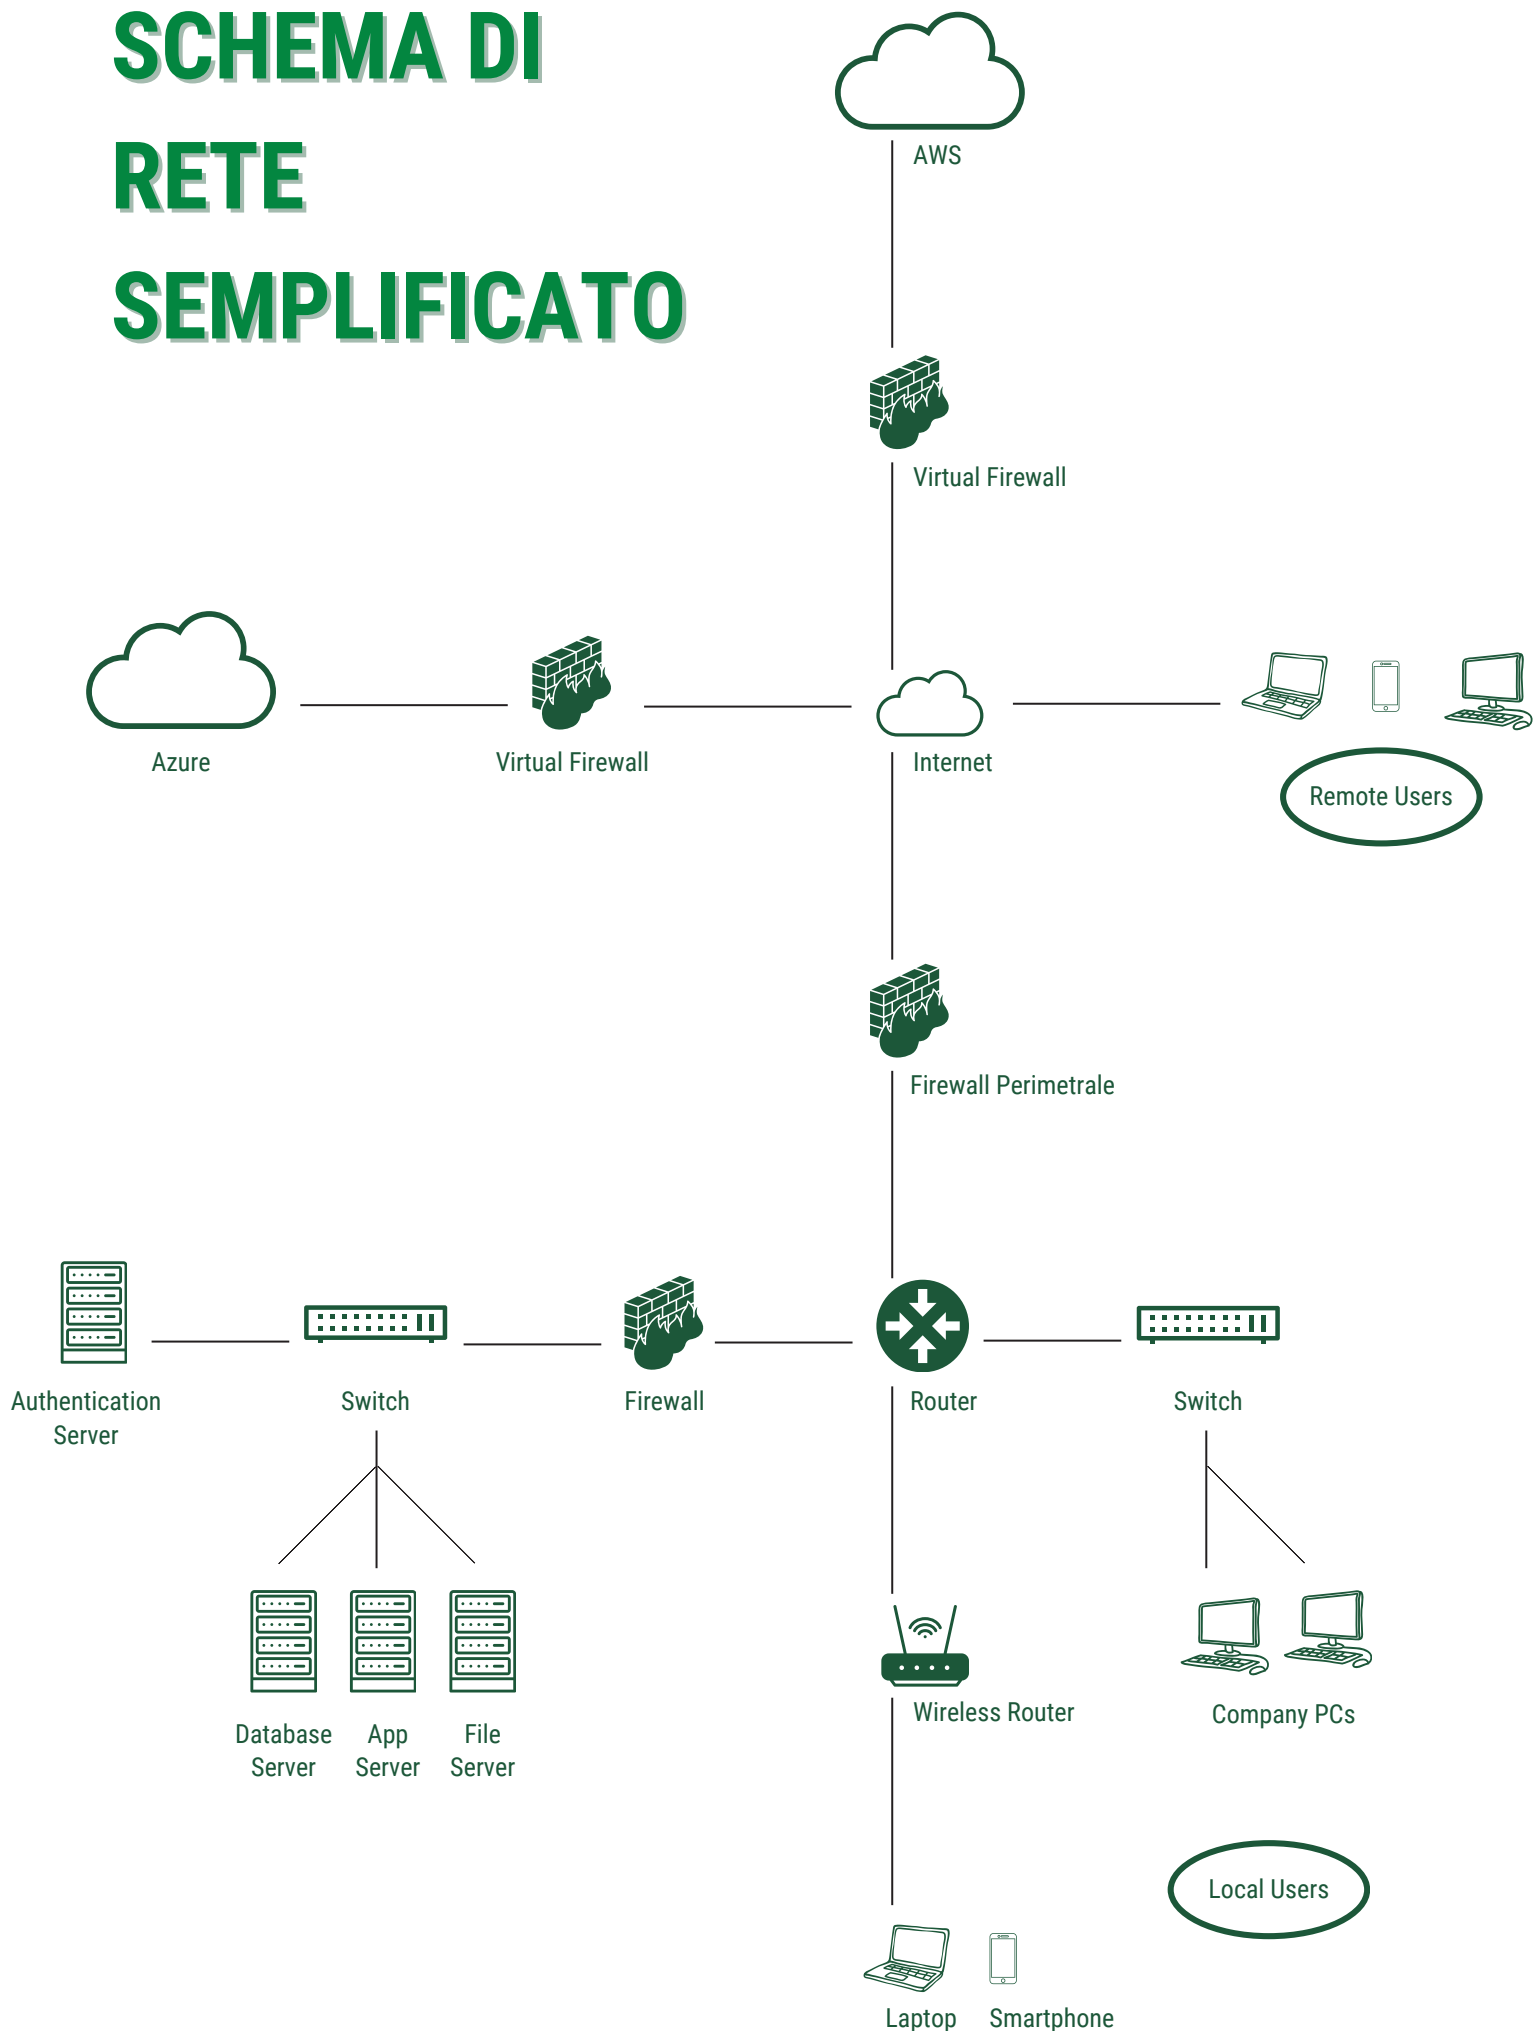 SCHEMA DI
RETE
SEMPLIFICATO
AWS
Virtual Firewall
Azure
Virtual Firewall
Internet
Remote Users
Firewall Perimetrale
Authentication
Server
Switch
Firewall
Router
Switch
Database
Server
App
Server
File
Server
Wireless Router
Company PCs
Local Users
Laptop
Smartphone